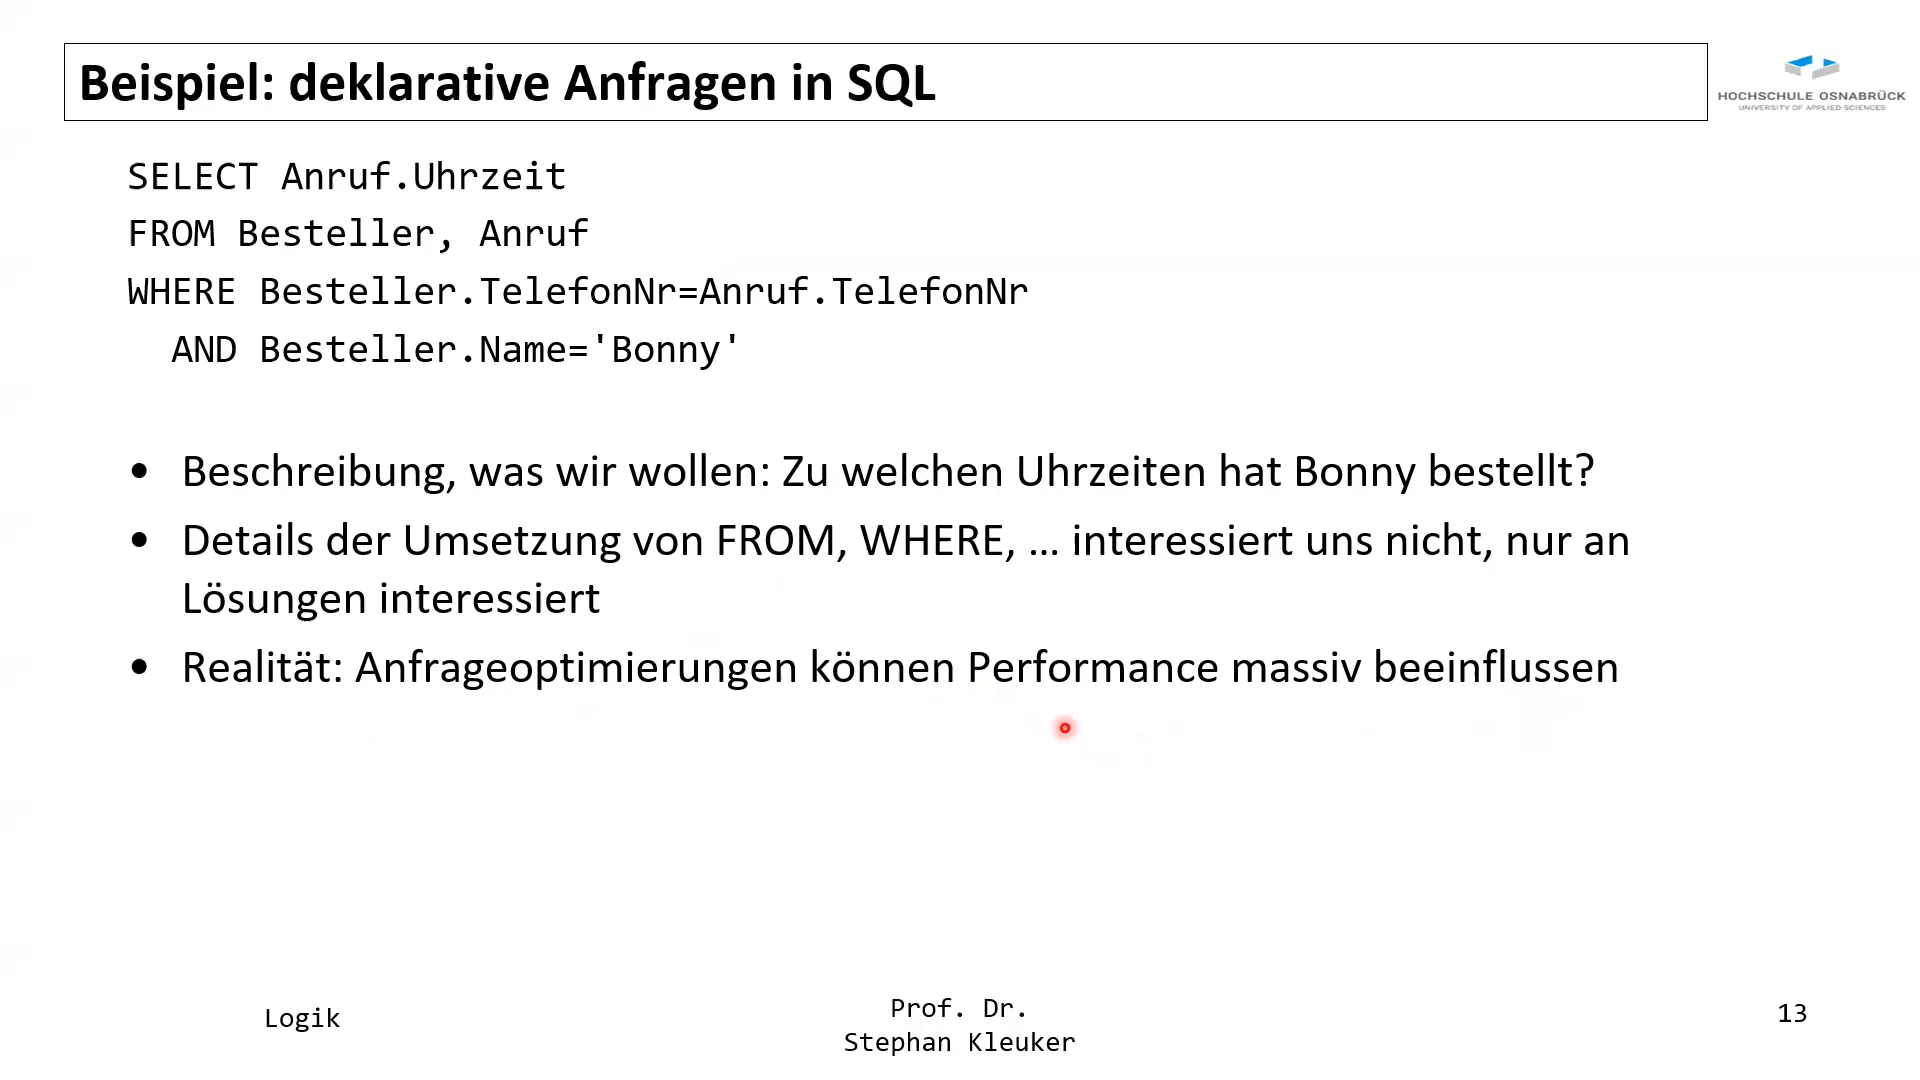 Beispiel: deklarative Anfragen in SQL
HOCHSCHULE OSNABRÜCK
UNIVERSITY OF APPLIED SCIENCES
SELECT Anruf.Uhrzeit
FROM Besteller, Anruf
WHERE Besteller.TelefonNr=Anruf.TelefonNr
AND Besteller.Name='Bonny'
• Beschreibung, was wir wollen: Zu welchen Uhrzeiten hat Bonny bestellt?
• Details der Umsetzung von FROM, WHERE, … interessiert uns nicht, nur an
Lösungen interessiert
• Realität: Anfrageoptimierungen können Performance massiv beeinflussen
Logik
Prof. Dr.
Stephan Kleuker
13